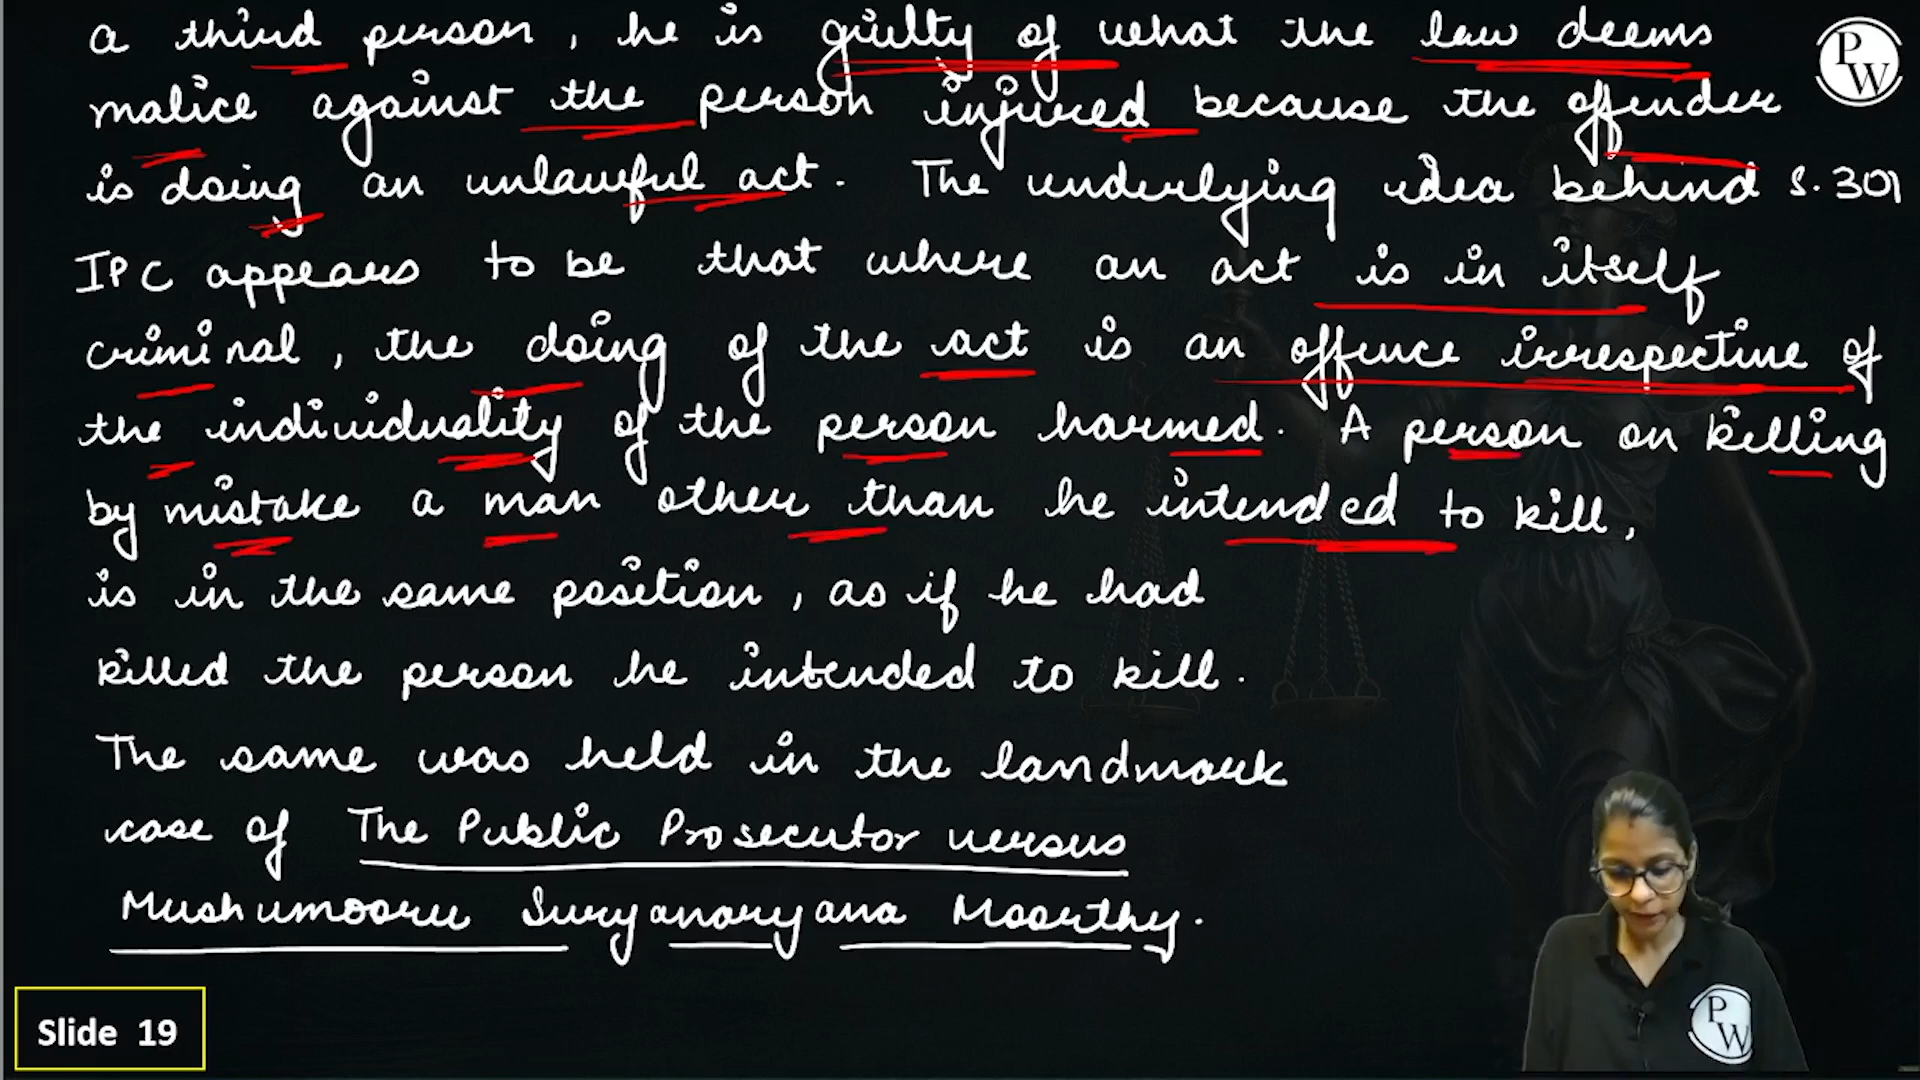 a third person, he is guilty of what the law deems
malice against the person injured because the offender
is doing an unlawful act. The underlying idea behind S. 301
IPC appears to be that where an act is in itself
criminal, the doing of the act is an offence irrespective of
the individuality of the person harmed. A person on killing
by mistake a man other than he intended to kill,
is in the same position, as if he had
killed the person he intended to kill.
The same was held in the landmark
case of The Public Prosecutor versus
Mushumooru Suryanaryana Moorthy.
Slide 19
PW
PW